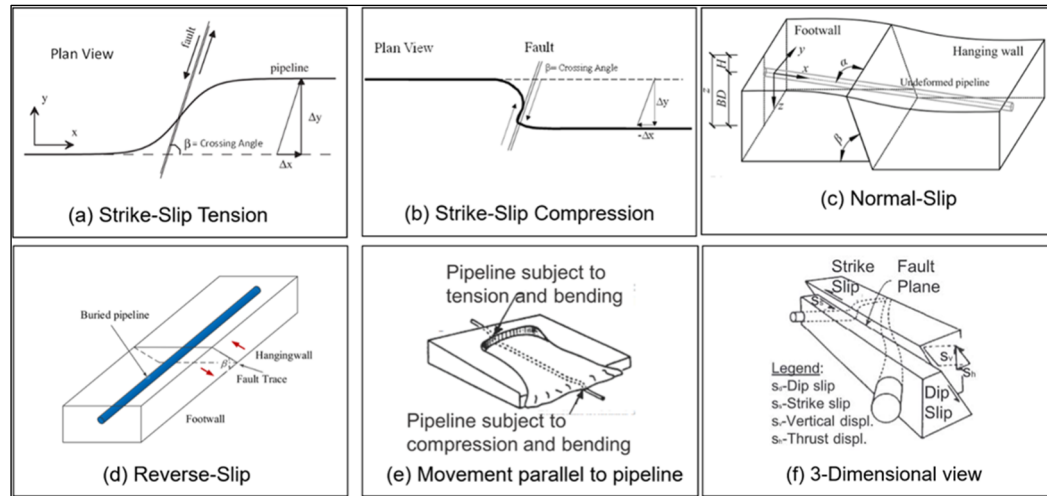 Plan View
fault
pipeline
y
x
β= Crossing Angle
Δy
Δx
(a) Strike-Slip Tension
Plan View
Fault
β= Crossing Angle
Δy
-Δx
(b) Strike-Slip Compression
Footwall
Hanging wall
H
BD
y
x
z
α
Undeformed pipeline
β
(c) Normal-Slip
Buried pipeline
Hangingwall
β
Fault Trace
Footwall
(d) Reverse-Slip
Pipeline subject to
tension and bending
Pipeline subject to
compression and bending
(e) Movement parallel to pipeline
Strike
Slip
Fault
Plane
Sₕ
Legend:
-Dip slip
-Strike slip
-Vertical displ.
-Thrust displ.
Dip
Slip
(f) 3-Dimensional view